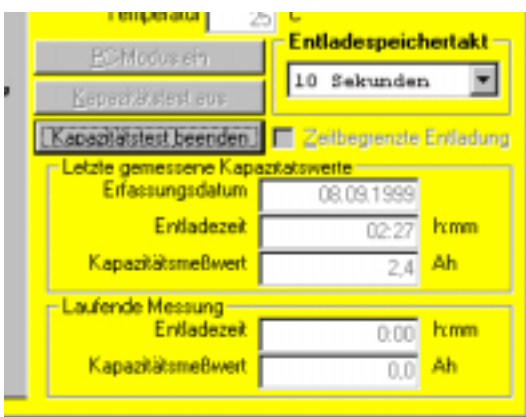 Temperatur 25 C
PC-Modus ein
Entladespeichertakt
10 Sekunden
Kapazitätstest aus
Kapazitätstest beenden
Zeitbegrenzte Entladung
Letzte gemessene Kapazitätswerte
Erfassungsdatum 08.09.1999
Entladezeit 02:27 h:mm
Kapazitätsmeßwert 2,4 Ah
Laufende Messung
Entladezeit 0:00 h:mm
Kapazitätsmeßwert 0,0 Ah